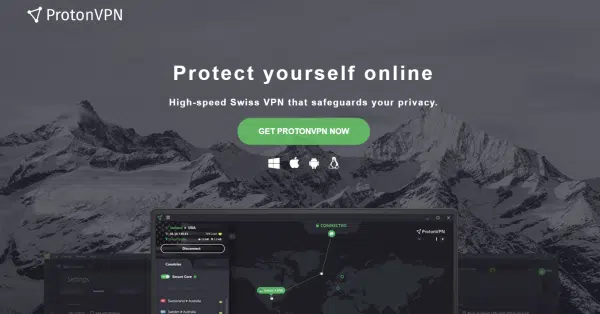 ProtonVPN
Protect yourself online
High-speed Swiss VPN that safeguards your privacy.
GET PROTONVPN NOW
CONNECTED
ProtonVPN
Disconnect
Countries
Secure Core
Settings